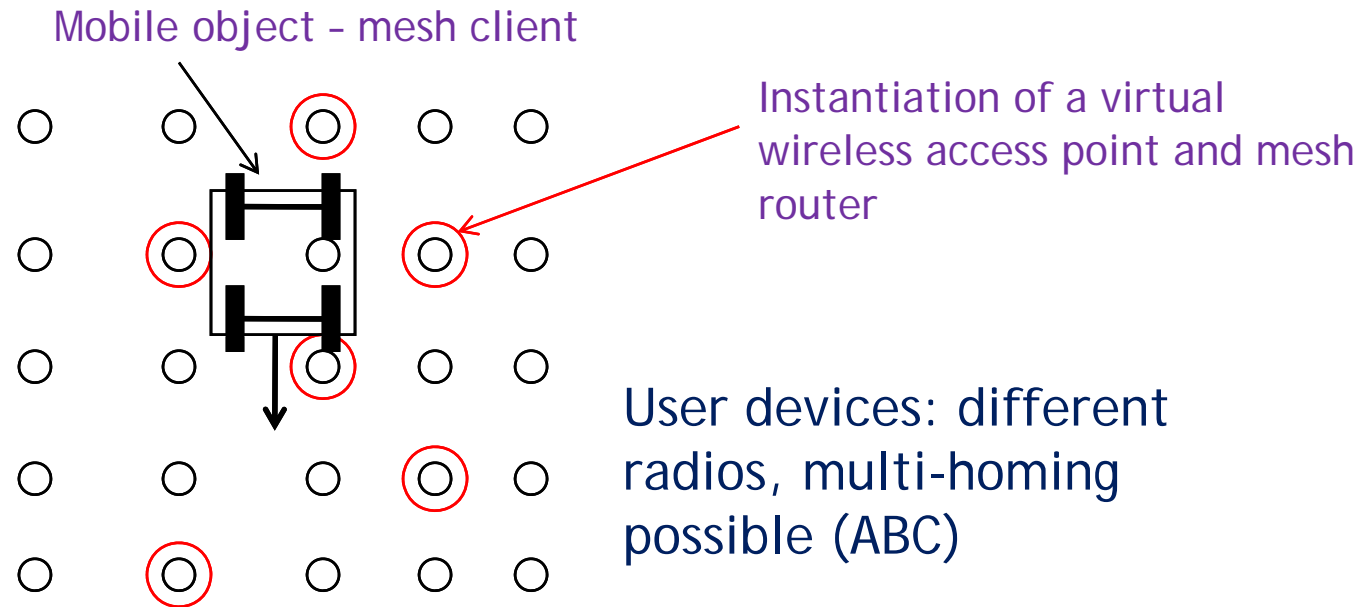 Mobile object – mesh client
Instantiation of a virtual
wireless access point and mesh
router
User devices: different
radios, multi-homing
possible (ABC)